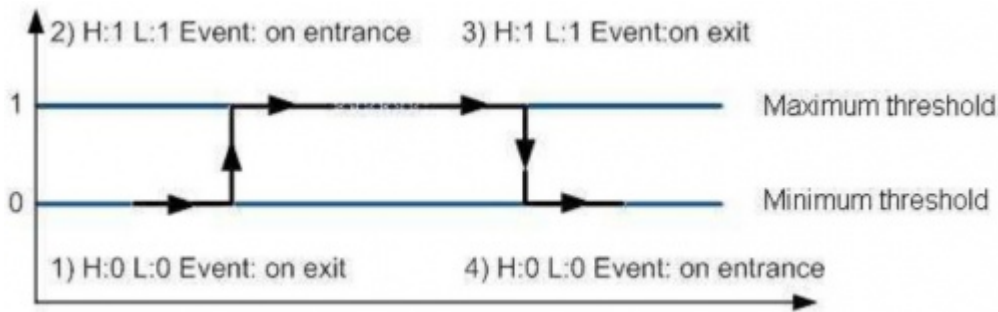 2) H:1 L:1 Event: on entrance
3) H:1 L:1 Event:on exit
1
Maximum threshold
0
Minimum threshold
1) H:0 L:0 Event: on exit
4) H:0 L:0 Event: on entrance